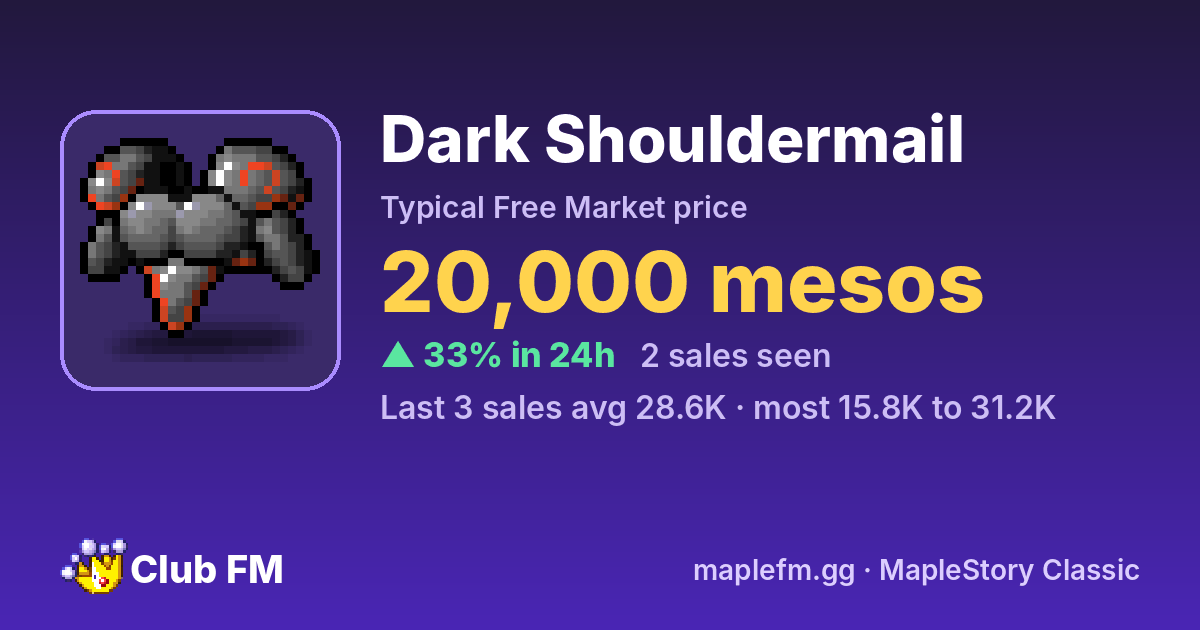 Dark Shouldermail
Typical Free Market price
20,000 mesos
▲ 33% in 24h 2 sales seen
Last 3 sales avg 28.6K · most 15.8K to 31.2K
Club FM
maplefm.gg · MapleStory Classic